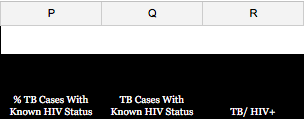 P Q R
% TB Cases With TB Cases With
Known HIV Status Known HIV Status TB/ HIV+